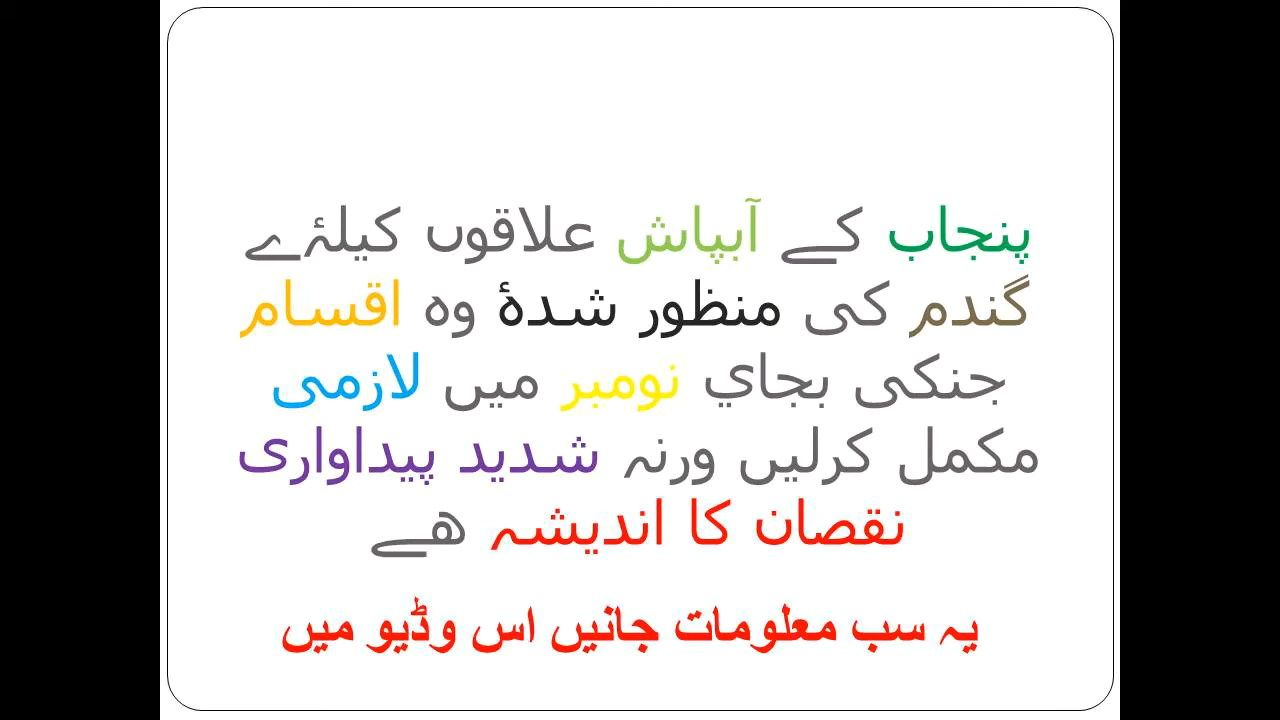 پنجاب کے آبپاش علاقوں کیلۓے
گندم کی منظور شدۂ وہ اقسام
جنکی بجاي نومبر میں لازمی
مکمل کرلیں ورنہ شدید پیداواری
نقصان کا اندیشہ ھے
یہ سب معلومات جانیں اس وڈیو میں